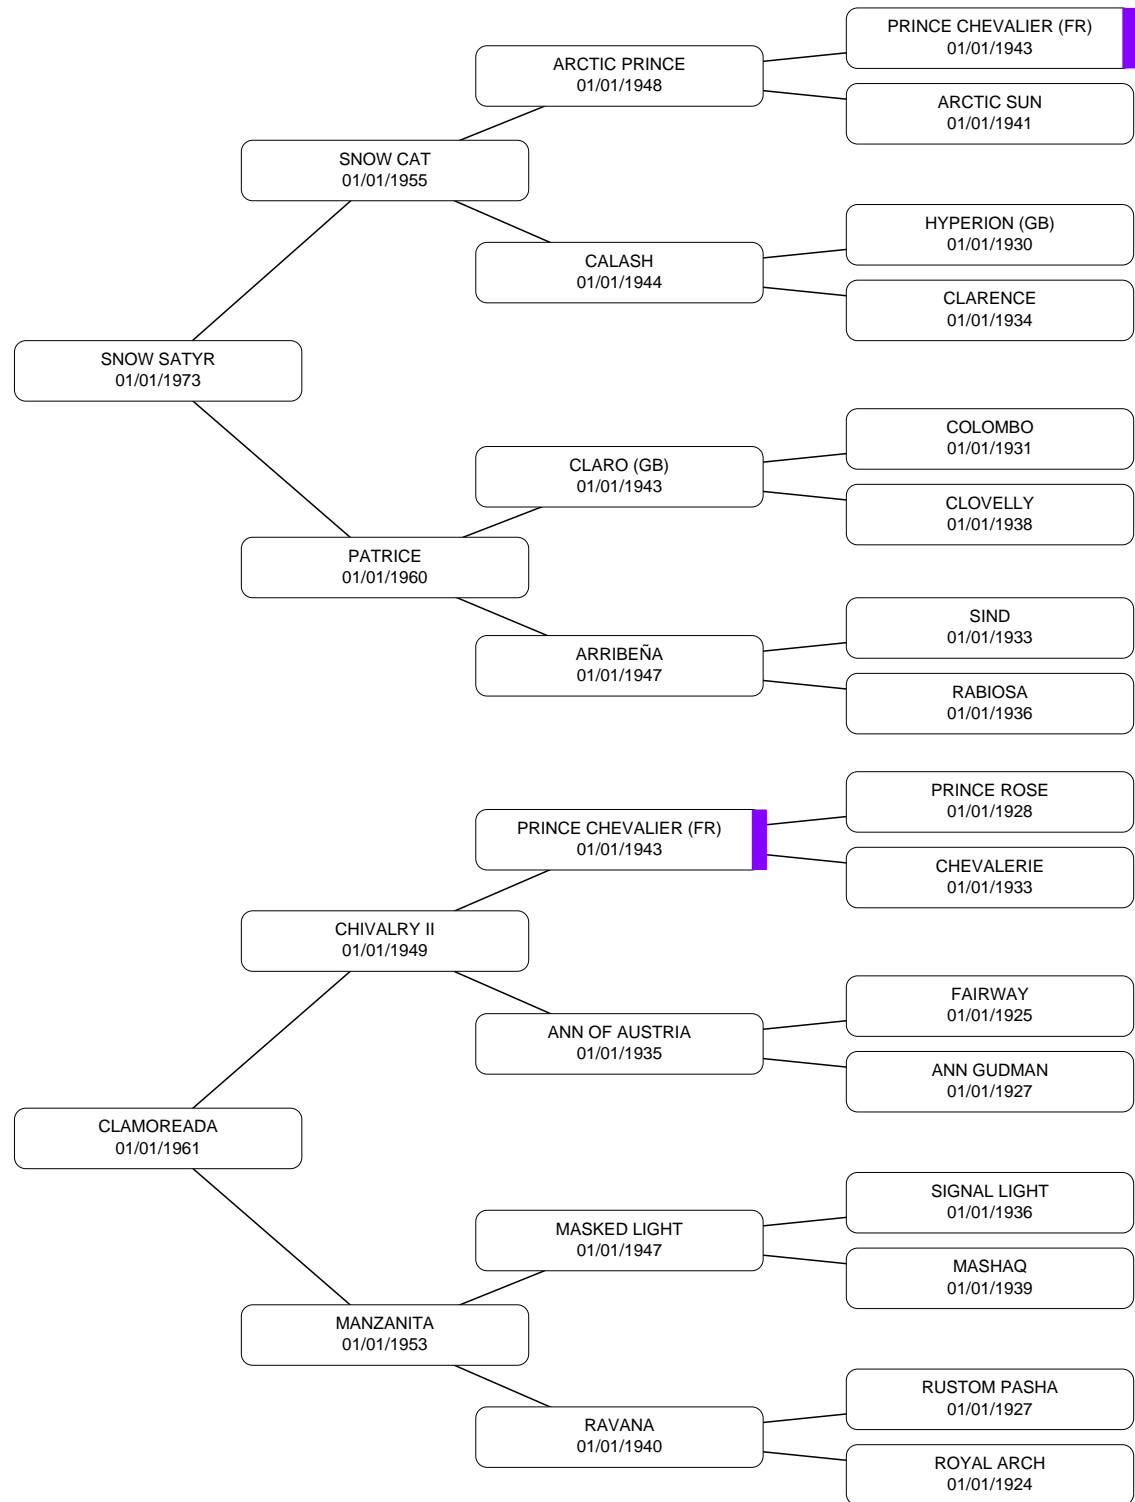 PRINCE CHEVALIER (FR)
01/01/1943
ARCTIC PRINCE
01/01/1948
ARCTIC SUN
01/01/1941
SNOW CAT
01/01/1955
HYPERION (GB)
01/01/1930
CALASH
01/01/1944
CLARENCE
01/01/1934
SNOW SATYR
01/01/1973
COLOMBO
01/01/1931
CLARO (GB)
01/01/1943
CLOVELLY
01/01/1938
PATRICE
01/01/1960
SIND
01/01/1933
ARRIBEÑA
01/01/1947
RABIOSA
01/01/1936
PRINCE ROSE
01/01/1928
PRINCE CHEVALIER (FR)
01/01/1943
CHEVALERIE
01/01/1933
CHIVALRY II
01/01/1949
FAIRWAY
01/01/1925
ANN OF AUSTRIA
01/01/1935
ANN GUDMAN
01/01/1927
CLAMOREADA
01/01/1961
SIGNAL LIGHT
01/01/1936
MASKED LIGHT
01/01/1947
MASHAQ
01/01/1939
MANZANITA
01/01/1953
RUSTOM PASHA
01/01/1927
RAVANA
01/01/1940
ROYAL ARCH
01/01/1924